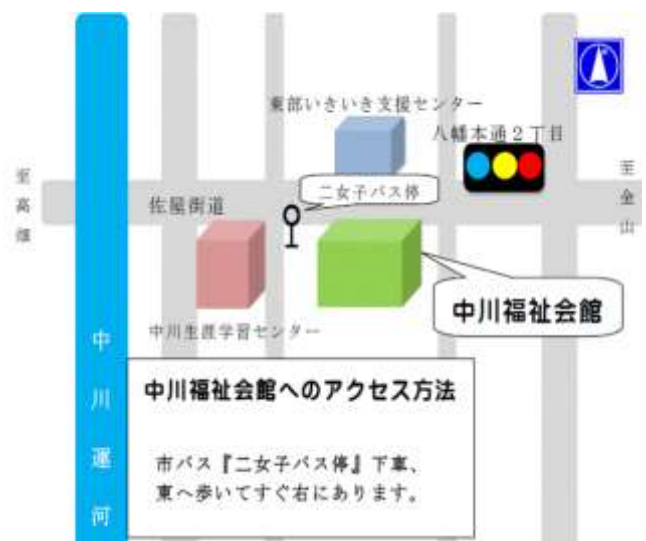 東部いきいき支援センター
八幡本通2丁目
至高畑
二女子バス停
至金山
佐屋街道
中川福祉会館
中川生涯学習センター
中川運河
中川福祉会館へのアクセス方法
市バス『二女子バス停』下車、
東へ歩いてすぐ右にあります。